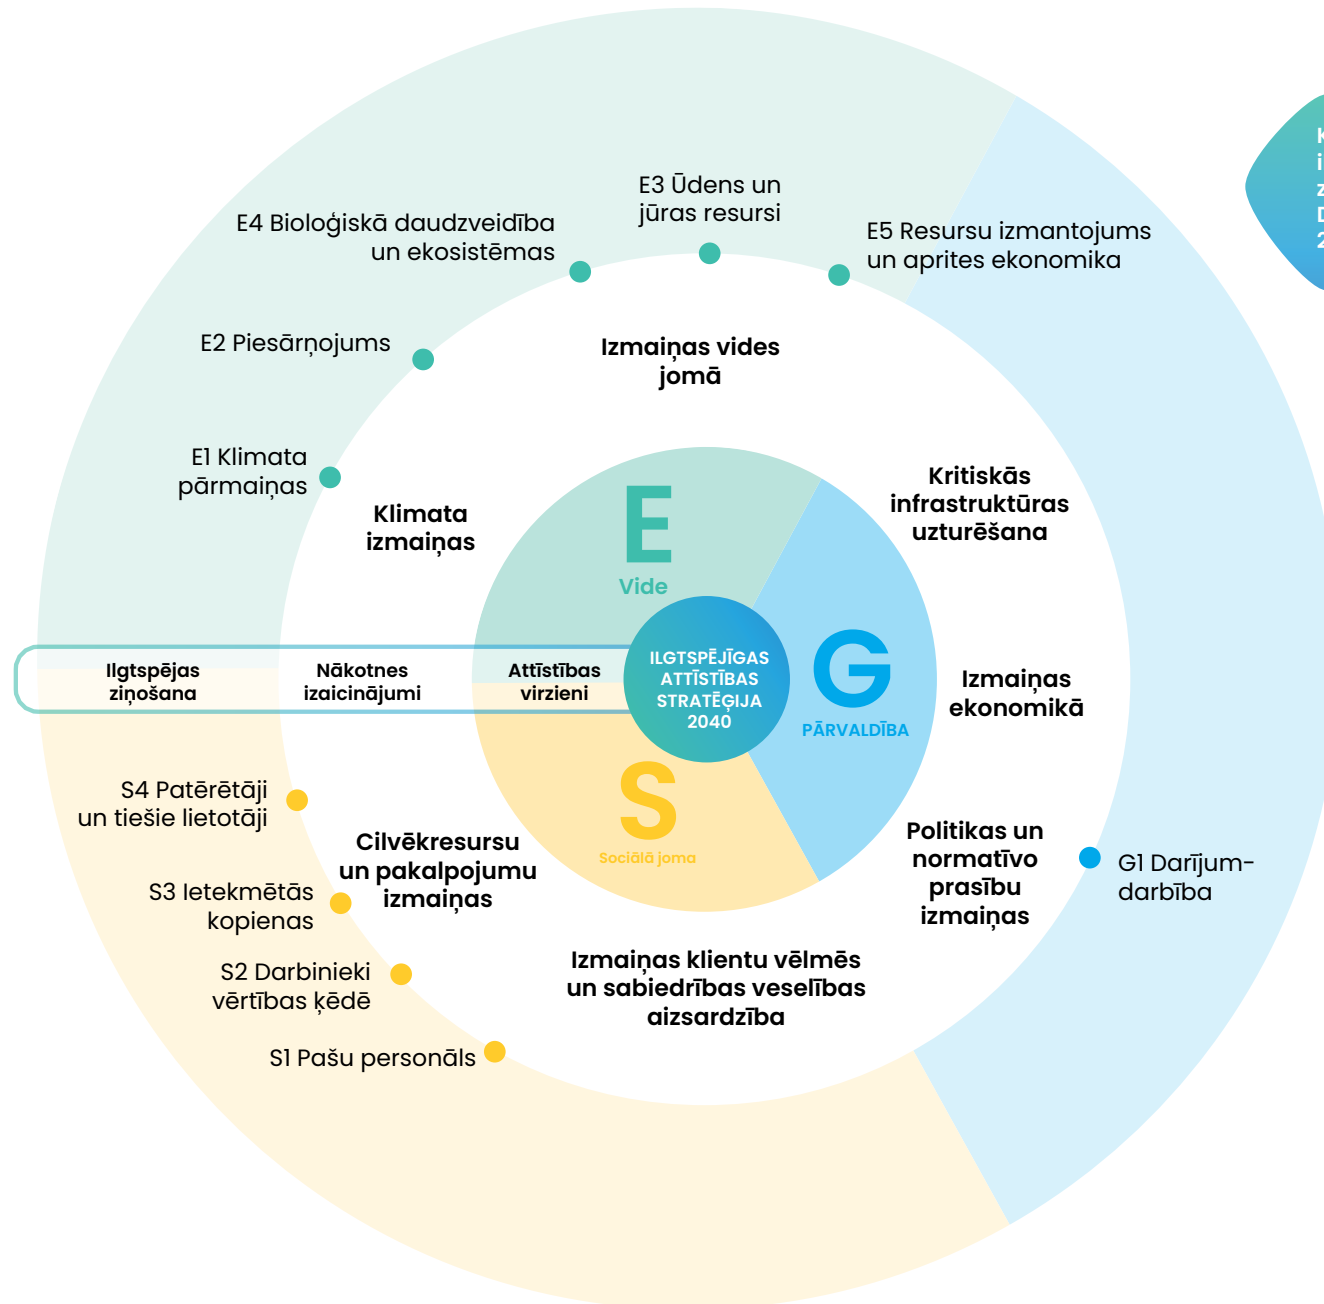 E3 Ūdens un
jūras resursi
E4 Bioloģiskā daudzveidība
un ekosistēmas
E5 Resursu izmantojums
un aprites ekonomika
E2 Piesārņojums
E1 Klimata
pārmaiņas
Izmaiņas vides
jomā
Klimata
izmaiņas
Kritiskās
infrastruktūras
uzturēšana
E
Vide
Ilgtspējas
ziņošana
Nākotnes
izaicinājumi
Attīstības
virzieni
ILGTSPĒJĪGAS
ATTĪSTĪBAS
STRATĒĢIJA
2040
G
PĀRVALDĪBA
Izmaiņas
ekonomikā
S
Sociālā joma
S4 Patērētāji
un tiešie lietotāji
S3 Ietekmētās
kopienas
S2 Darbinieki
vērtības ķēdē
S1 Pašu personāls
Cilvēkresursu
un pakalpojumu
izmaiņas
Politikas un
normatīvo
prasību
izmaiņas
G1 Darījum-
darbība
Izmaiņas klientu vēlmēs
un sabiedrības veselības
aizsardzība